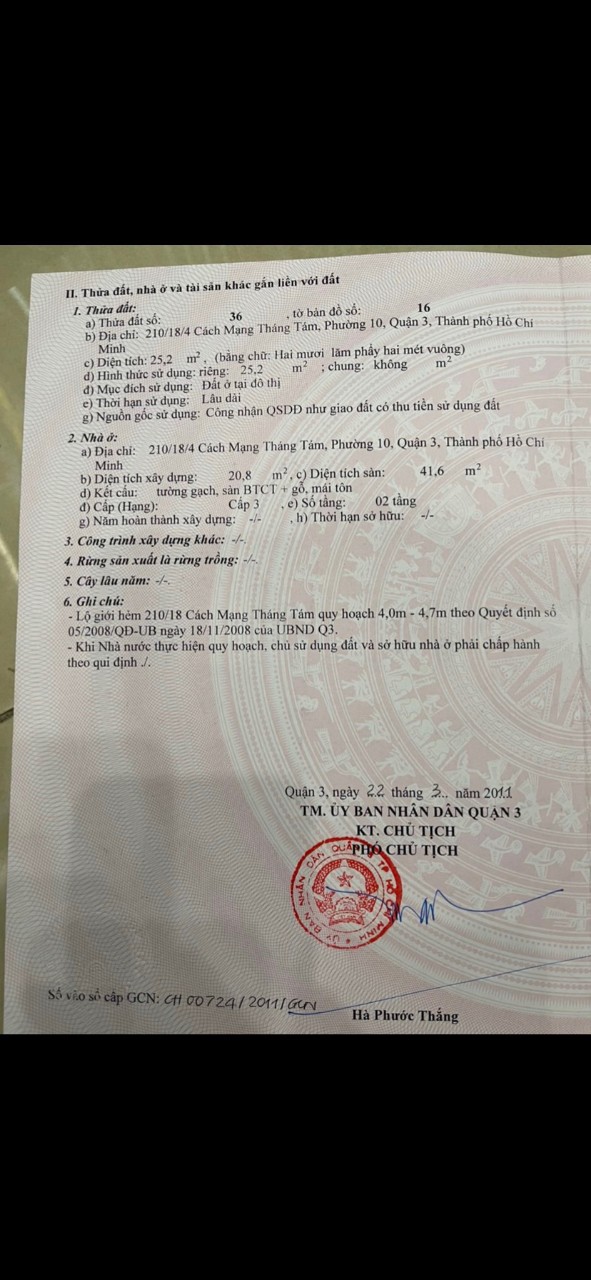 II. Thửa đất, nhà ở và tài sản khác gắn liền với đất
1. Thửa đất:
a) Thửa đất số: 36 , tờ bản đồ số: 16
b) Địa chỉ: 210/18/4 Cách Mạng Tháng Tám, Phường 10, Quận 3, Thành phố Hồ Chí
Minh
c) Diện tích: 25,2 m², (bằng chữ: Hai mươi lăm phẩy hai mét vuông)
d) Hình thức sử dụng: riêng: 25,2 m² ; chung: không m²
đ) Mục đích sử dụng: Đất ở tại đô thị
e) Thời hạn sử dụng: Lâu dài
g) Nguồn gốc sử dụng: Công nhận QSDĐ như giao đất có thu tiền sử dụng đất
2. Nhà ở:
a) Địa chỉ: 210/18/4 Cách Mạng Tháng Tám, Phường 10, Quận 3, Thành phố Hồ Chí
Minh
b) Diện tích xây dựng: 20,8 m², c) Diện tích sàn: 41,6 m²
d) Kết cấu: tường gạch, sàn BTCT + gỗ, mái tôn
đ) Cấp (Hạng): Cấp 3 , e) Số tầng: 02 tầng
g) Năm hoàn thành xây dựng: -/- , h) Thời hạn sở hữu: -/-
3. Công trình xây dựng khác: -/-.
4. Rừng sản xuất là rừng trồng: -/-.
5. Cây lâu năm: -/-.
6. Ghi chú:
- Lộ giới hẻm 210/18 Cách Mạng Tháng Tám quy hoạch 4,0m - 4,7m theo Quyết định số
05/2008/QĐ-UB ngày 18/11/2008 của UBND Q3.
- Khi Nhà nước thực hiện quy hoạch, chủ sử dụng đất và sở hữu nhà ở phải chấp hành
theo qui định ./.
Quận 3, ngày 22 tháng 3.. năm 2011
TM. ỦY BAN NHÂN DÂN QUẬN 3
KT. CHỦ TỊCH
PHÓ CHỦ TỊCH
ỦY BAN NHÂN DÂN QUẬN 3 TP HỒ CHÍ MINH
Số vào sổ cấp GCN: CH 00724/2011/GCN
Hà Phước Thắng